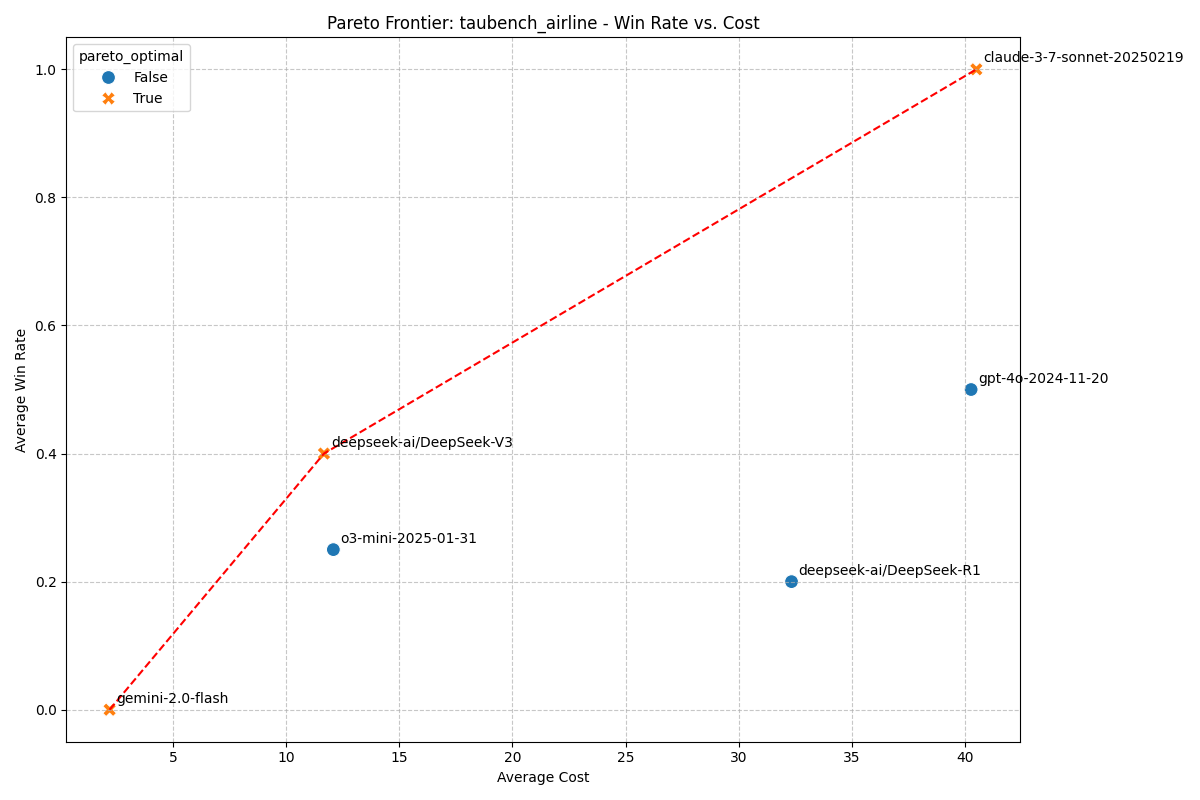 Pareto Frontier: taubench_airline - Win Rate vs. Cost
pareto_optimal
False
True
claude-3-7-sonnet-20250219
gpt-4o-2024-11-20
deepseek-ai/DeepSeek-V3
o3-mini-2025-01-31
deepseek-ai/DeepSeek-R1
gemini-2.0-flash
Average Win Rate
1.0
0.8
0.6
0.4
0.2
0.0
5 10 15 20 25 30 35 40
Average Cost